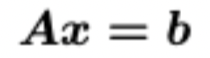 Ax = b